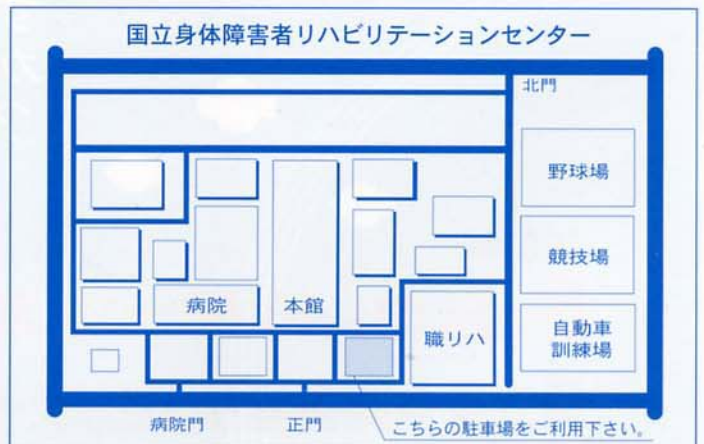 国立身体障害者リハビリテーションセンター
北門
野球場
競技場
病院
本館
職リハ
自動車
訓練場
病院門
正門
こちらの駐車場をご利用下さい。